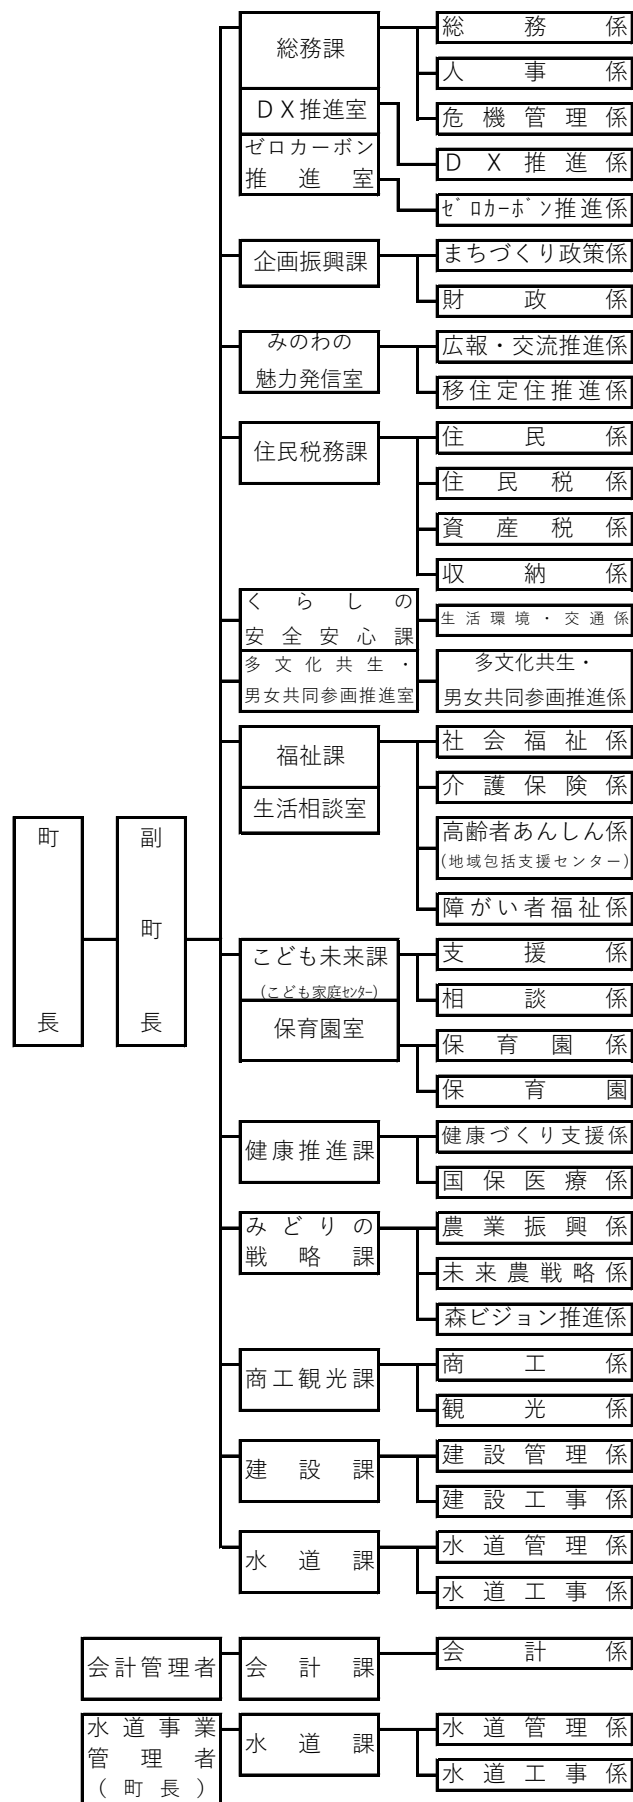 総務課
総務係
人事係
危機管理係
ＤＸ推進室
ＤＸ推進係
ゼロカーボン
推進室
ｾﾞﾛｶｰﾎﾞﾝ推進係
企画振興課
まちづくり政策係
財政係
みのわの
魅力発信室
広報・交流推進係
移住定住推進係
住民税務課
住民係
住民税係
資産税係
収納係
くらしの
安全安心課
生活環境・交通係
多文化共生・
男女共同参画推進室
多文化共生・
男女共同参画推進係
福祉課
生活相談室
社会福祉係
介護保険係
高齢者あんしん係
(地域包括支援センター)
障がい者福祉係
町長
副町長
こども未来課
(こども家庭ｾﾝﾀｰ)
支援係
相談係
保育園室
保育園係
保育園
健康推進課
健康づくり支援係
国保医療係
みどりの
戦略課
農業振興係
未来農戦略係
森ビジョン推進係
商工観光課
商工係
観光係
建設課
建設管理係
建設工事係
水道課
水道管理係
水道工事係
会計管理者
会計課
会計係
水道事業
管理者
(町長)
水道課
水道管理係
水道工事係